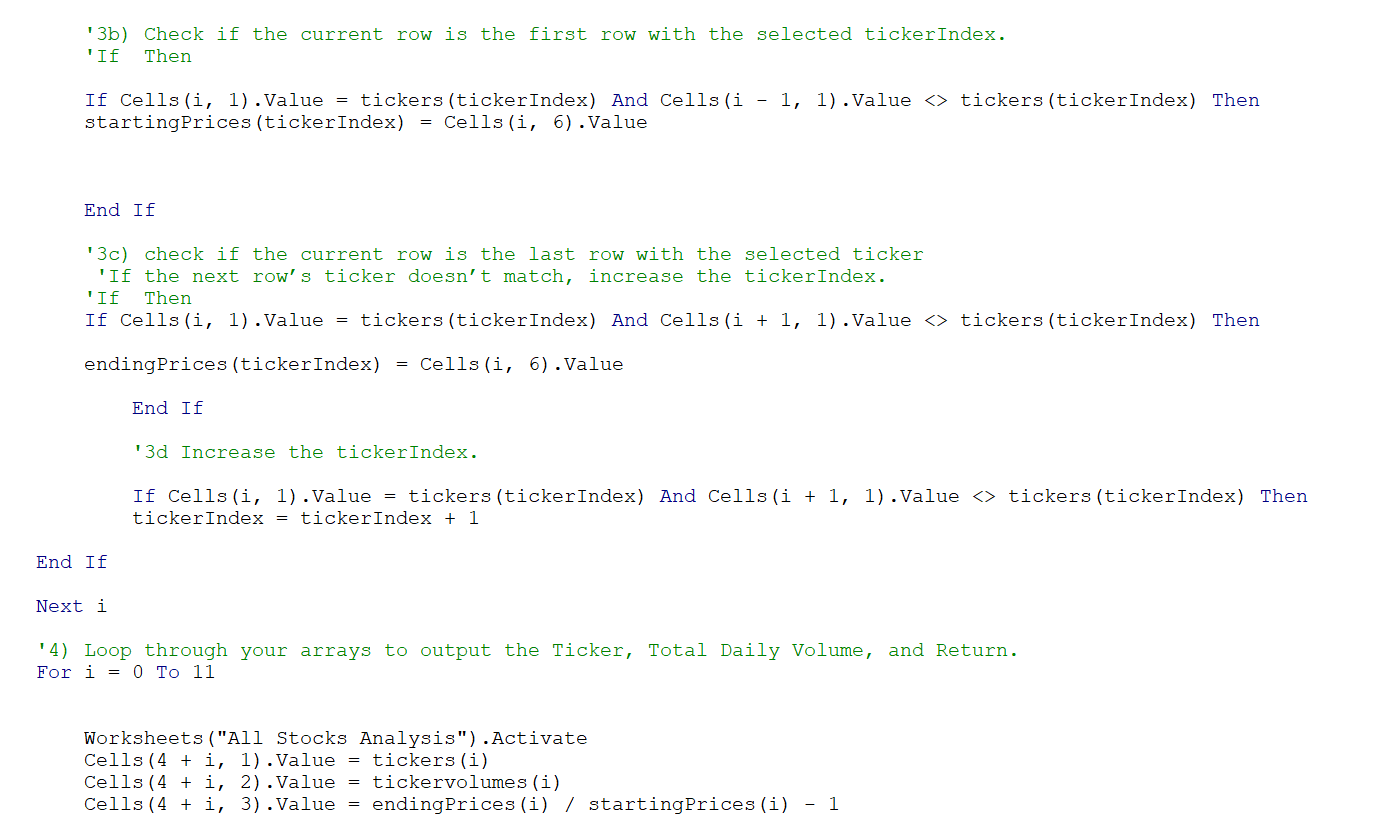 '3b) Check if the current row is the first row with the selected tickerIndex.
'If  Then
If Cells(i, 1).Value = tickers(tickerIndex) And Cells(i - 1, 1).Value <> tickers(tickerIndex) Then
startingPrices(tickerIndex) = Cells(i, 6).Value
End If
'3c) check if the current row is the last row with the selected ticker
'If the next row’s ticker doesn’t match, increase the tickerIndex.
'If  Then
If Cells(i, 1).Value = tickers(tickerIndex) And Cells(i + 1, 1).Value <> tickers(tickerIndex) Then
endingPrices(tickerIndex) = Cells(i, 6).Value
End If
'3d Increase the tickerIndex.
If Cells(i, 1).Value = tickers(tickerIndex) And Cells(i + 1, 1).Value <> tickers(tickerIndex) Then
tickerIndex = tickerIndex + 1
End If
Next i
'4) Loop through your arrays to output the Ticker, Total Daily Volume, and Return.
For i = 0 To 11
Worksheets("All Stocks Analysis").Activate
Cells(4 + i, 1).Value = tickers(i)
Cells(4 + i, 2).Value = tickervolumes(i)
Cells(4 + i, 3).Value = endingPrices(i) / startingPrices(i) - 1